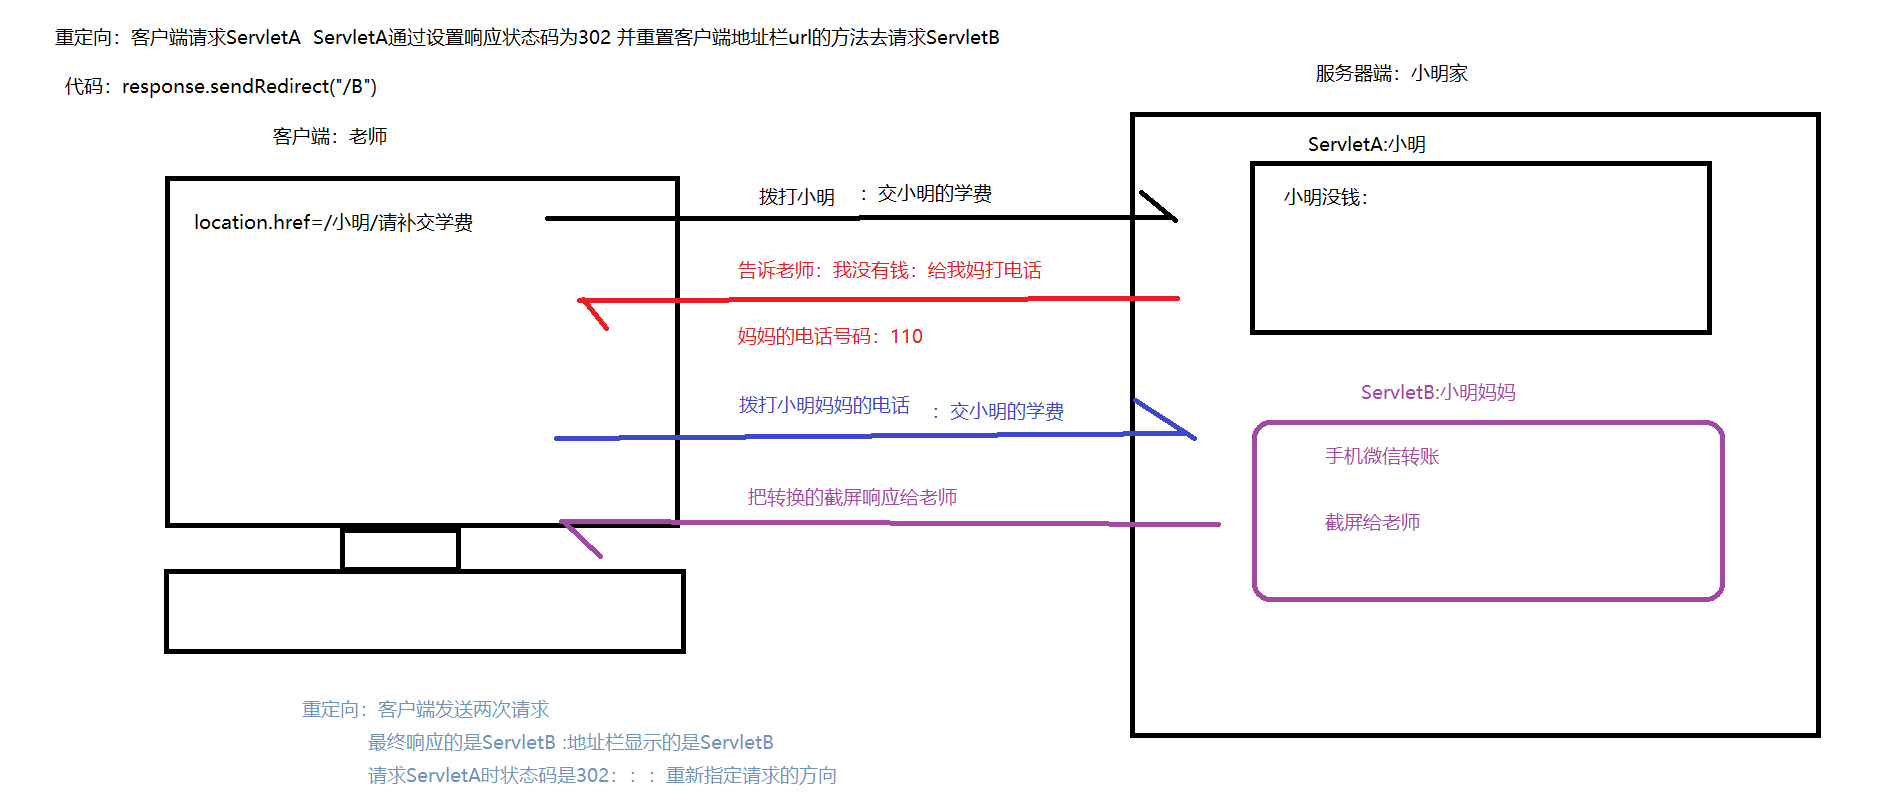 重定向：客户端请求ServletA  ServletA通过设置响应状态码为302 并重置客户端地址栏url的方法去请求ServletB
代码：response.sendRedirect("/B")
服务器端：小明家
客户端：老师
ServletA:小明
location.href=/小明/请补交学费
拨打小明 ：交小明的学费
小明没钱：
告诉老师：我没有钱：给我妈打电话
妈妈的电话号码：110
ServletB:小明妈妈
拨打小明妈妈的电话 ：交小明的学费
手机微信转账
把转换的截屏响应给老师
截屏给老师
重定向：客户端发送两次请求
最终响应的是ServletB :地址栏显示的是ServletB
请求ServletA时状态码是302：：：重新指定请求的方向